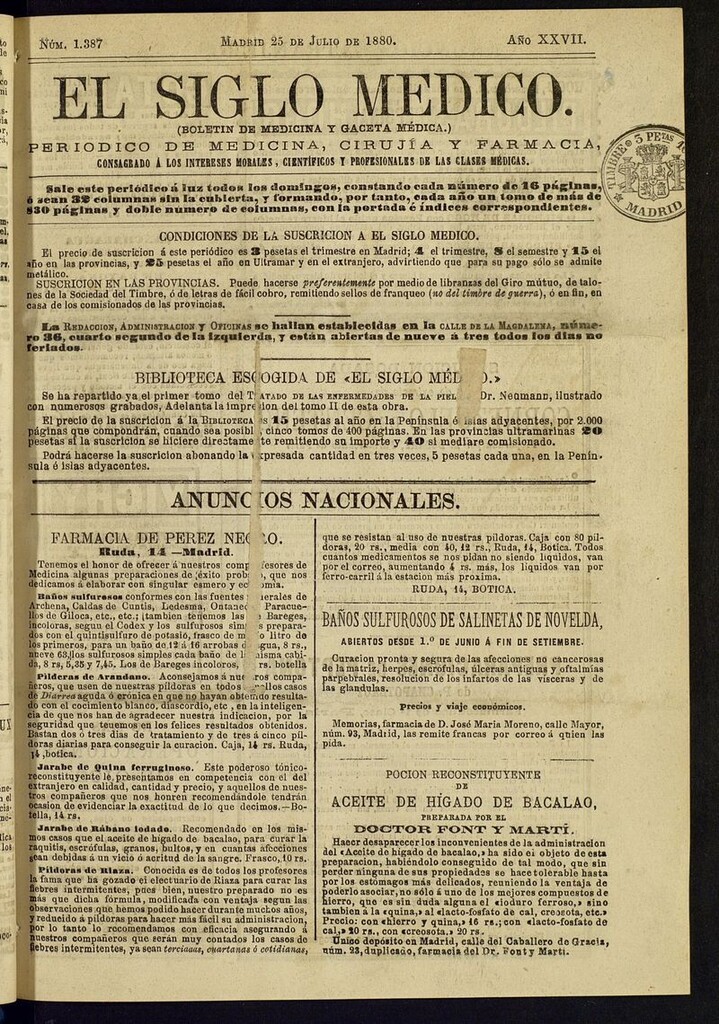 NÚM. 1.387
MADRID 25 DE JULIO DE 1880.
AÑO XXVII.
EL SIGLO MEDICO.
(BOLETIN DE MEDICINA Y GACETA MÉDICA.)
PERIODICO DE MEDICINA, CIRUJÍA Y FARMACIA,
CONSAGRADO Á LOS INTERESES MORALES, CIENTÍFICOS Y PROFESIONALES DE LAS CLASES MÉDICAS.
TIMBRE 3 PETAS
MADRID
Sale este periódico á luz todos los domingos, constando cada número de 16 páginas,
ó sean 32 columnas sin la cubierta, y formando, por tanto, cada año un tomo de más de
830 páginas y doble número de columnas, con la portada é índices correspondientes.
CONDICIONES DE LA SUSCRICION A EL SIGLO MEDICO.
El precio de suscricion á este periódico es 3 pesetas el trimestre en Madrid; 4 el trimestre, 8 el semestre y 15 el
año en las provincias, y 25 pesetas el año en Ultramar y en el extranjero, advirtiendo que para su pago sólo se admite
metálico.
SUSCRICION EN LAS PROVINCIAS. Puede hacerse preferentemente por medio de libranzas del Giro mútuo, de talo-
nes de la Sociedad del Timbre, ó de letras de fácil cobro, remitiendo sellos de franqueo (no del timbre de guerra), ó en fin, en
casa de los comisionados de las provincias.
La REDACCION, ADMINISTRACION Y OFICINAS se hallan establecidas en la CALLE DE LA MAGDALENA, núme-
ro 36, cuarto segundo de la izquierda, y están abiertas de nueve á tres todos los dias no
feriados.
BIBLIOTECA ESCOGIDA DE «EL SIGLO MÉD O.»
Se ha repartido ya el primer tomo del T ATADO DE LAS ENFERMEDADES DE LA PIEL Dr. Neumann, ilustrado
con numerosos grabados, Adelanta la impre ion del tomo II de esta obra.
El precio de la suscricion á la BIBLIOTECA s 15 pesetas al año en la Península ó islas adyacentes, por 2.000
páginas que compondrán, cuando sea posibl , cinco tomos de 400 páginas. En las provincias ultramarinas 20
pesetas si la suscricion se hiciere directame te remitiendo su importe y 40 si mediare comisionado.
Podrá hacerse la suscricion abonando la xpresada cantidad en tres veces, 5 pesetas cada una, en la Penín-
sula ó islas adyacentes.
ANUNCIOS NACIONALES.
FARMACIA DE PEREZ NEG O.
Ruda, 14 —Madrid.
Tenemos el honor de ofrecer á nuestros comp fesores de
Medicina algunas preparaciones de éxito prob , que nos
dedicamos á elaborar con singular esmero y ec mia.
Baños sulfurosos conformes con las fuentes nerales de
Archena, Caldas de Cuntis, Ledesma, Ontane Paracue-
llos de Giloca, etc., etc.; tambien tenemos las Bareges,
incoloras, segun el Codex y los sulfurosos sim prepara-
dos con el quintisulfuro de potasió, frasco de m o litro de
los primeros, para un baño de 12 á 16 arrobas d gua, 8 rs.,
nueve 63, los sulfurosos simples cada baño de l isma cabi-
da, 8 rs, 5,35 y 7,45. Los de Bareges incoloros, rs. botella
Píldoras de Arandano. Aconsejamos á nue ros compa-
ñeros, que usen de nuestras píldoras en todos llos casos
de Diarrea aguda ó crónica en que no hayan obtenido resulta-
do con el cocimiento blanco, diascordio, etc, en la inteligen-
cia de que nos han de agradecer nuestra indicacion, por la
seguridad que tenemos en los felices resultados obtenidos.
Bastan dos ó tres dias de tratamiento y de tres á cinco píl-
doras diarias para conseguir la curacion. Caja, 14 rs. Ruda,
14, botica.
Jarabe de Quina ferruginoso. Este poderoso tónico-
reconstituyente le presentamos en competencia con el del
extranjero en calidad, cantidad y precio, y aquellos de nues-
tros compañeros que nos honren recomendándole tendrán
ocasion de evidenciar la exactitud de lo que decimos.—Bo-
tella, 14 rs.
Jarabe de Rábano iodado. Recomendado en los mis-
mos casos que el aceite de hígado de bacalao, para curar la
raquitis, escrófulas, granos, bultos, y en cuantas afecciones
sean debidas á un vicio ó acritud de la sangre. Frasco, 10 rs.
Píldoras de Riaza. Conocida es de todos los profesores
la fama que ha gozado el electuario de Riaza para curar las
fiebres intermitentes, pues bien, nuestro preparado no es
más que dicha fórmula, modificada con ventaja segun las
observaciones que hemos podido hacer durante muchos años,
y reducido á píldoras para hacer más fácil su administracion,
por lo tanto lo recomendamos con eficacia asegurando á
nuestros compañeros que serán muy contados los casos de
fiebres intermitentes, ya sean tercianas, cuartanas ó cotidianas,
que se resistan al uso de nuestras píldoras. Caja con 80 píl-
doras, 20 rs., media con 40, 12 rs., Ruda, 14, Botica. Todos
cuantos medicamentos se nos pidan no siendo líquidos, van
por el correo, aumentando 4 rs. más, los líquidos van por
ferro-carril á la estacion más proxima.
RUDA, 14, BOTICA.
BAÑOS SULFUROSOS DE SALINETAS DE NOVELDA,
ABIERTOS DESDE 1.º DE JUNIO Á FIN DE SETIEMBRE.
Curacion pronta y segura de las afecciones no cancerosas
de la matriz, herpes, escrófulas, úlceras antiguas y oftalmías
parpebrales, resolucion de los infartos de las vísceras y de
las glándulas.
Precios y viaje económicos.
Memorias, farmacia de D. José María Moreno, calle Mayor,
núm. 93, Madrid, las remite francas por correo á quien las
pida.
POCION RECONSTITUYENTE
DE
ACEITE DE HÍGADO DE BACALAO,
PREPARADA POR EL
DOCTOR FONT Y MARTÍ.
Hacer desaparecer los inconvenientes de la administracion
del «Aceite de hígado de bacalao,» ha sido el objeto de esta
preparacion, habiéndolo conseguido de tal modo, que sin
perder ninguna de sus propiedades se hace tolerable hasta
por los estómagos más delicados, reuniendo la ventaja de
poderlo asociar, no sólo á uno de los mejores compuestos de
hierro, que es sin duda alguna el «ioduro ferroso,» sino
tambien á la quina,» al «lacto-fosfato de cal, creosota, etc.»
Precio: con «hierro y quina,» 16 rs.; con «lacto-fosfato de
cal,» 20 rs., con «creosota.» 20 rs.
Unico depósito en Madrid, calle del Caballero de Gracia,
núm. 23, duplicado, farmacia del Dr. Font y Marti.